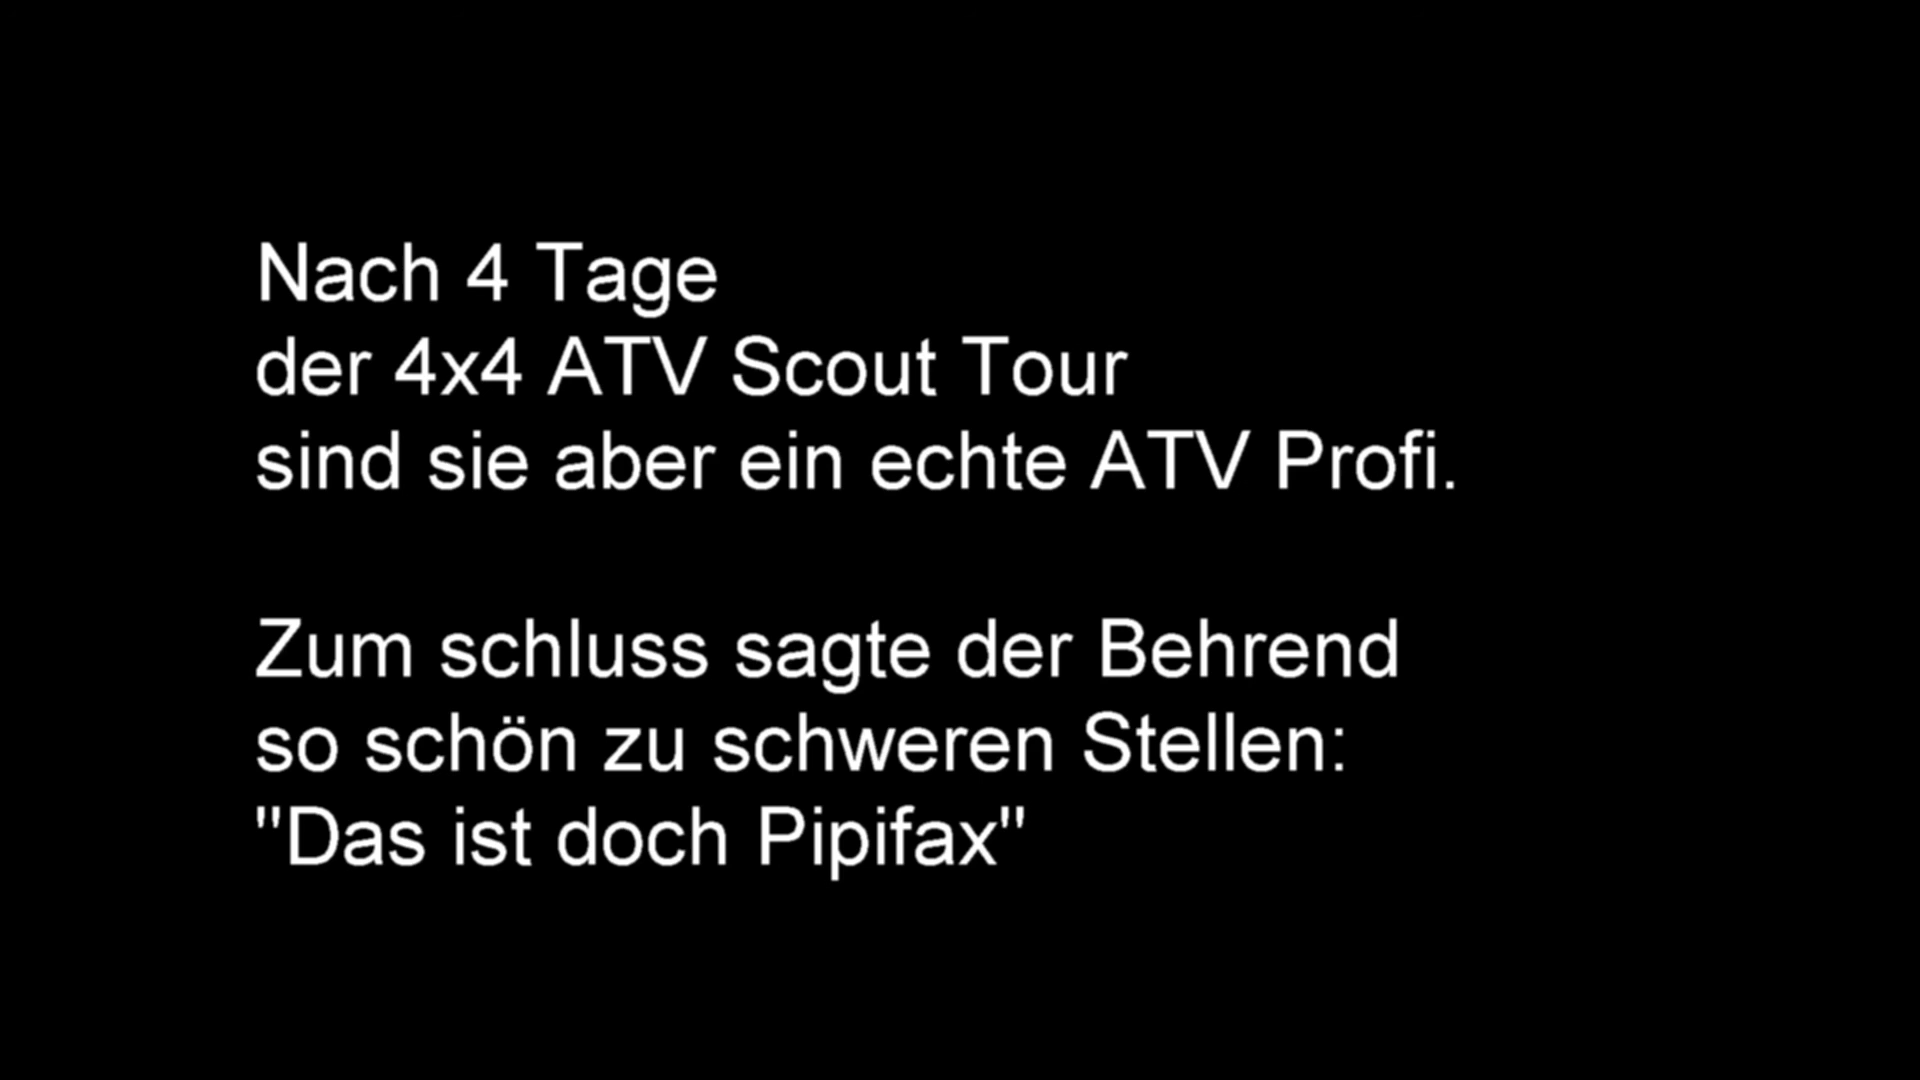 Nach 4 Tage
der 4x4 ATV Scout Tour
sind sie aber ein echte ATV Profi.
Zum schluss sagte der Behrend
so schön zu schweren Stellen:
"Das ist doch Pipifax"